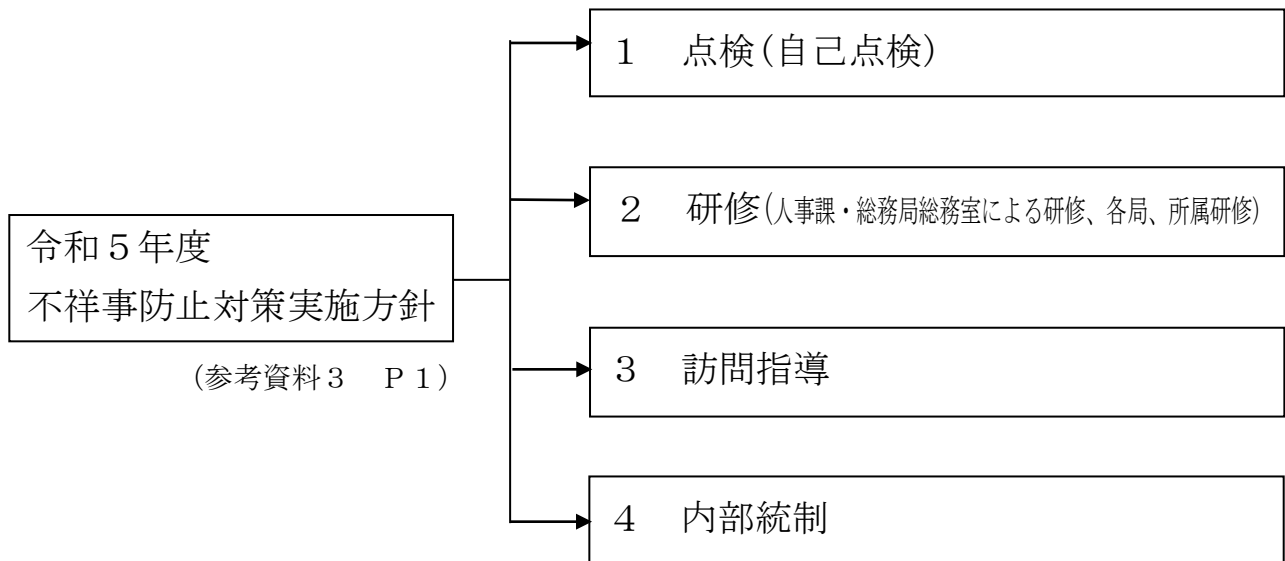 令和５年度
不祥事防止対策実施方針
(参考資料３　Ｐ１)
１　点検(自己点検)
２　研修(人事課・総務局総務室による研修、各局、所属研修)
３　訪問指導
４　内部統制